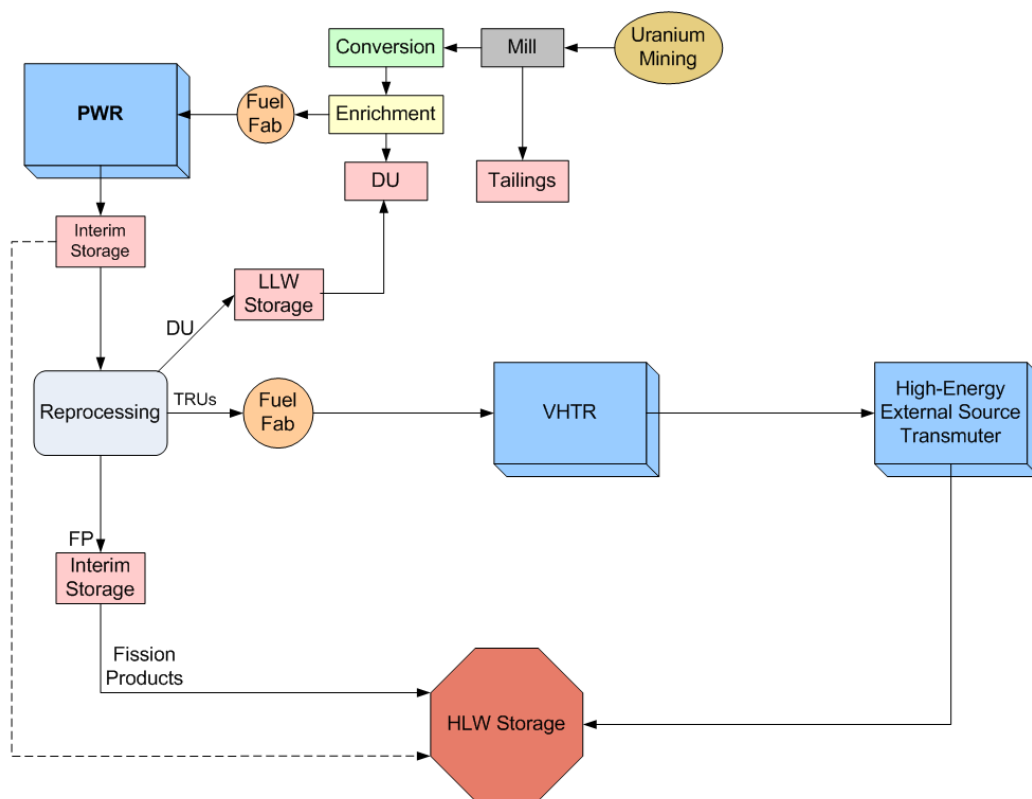 Conversion
Mill
Uranium
Mining
PWR
Fuel
Fab
Enrichment
DU
Tailings
Interim
Storage
LLW
Storage
DU
Reprocessing
TRUs
Fuel
Fab
VHTR
High-Energy
External Source
Transmuter
FP
Interim
Storage
Fission
Products
HLW Storage